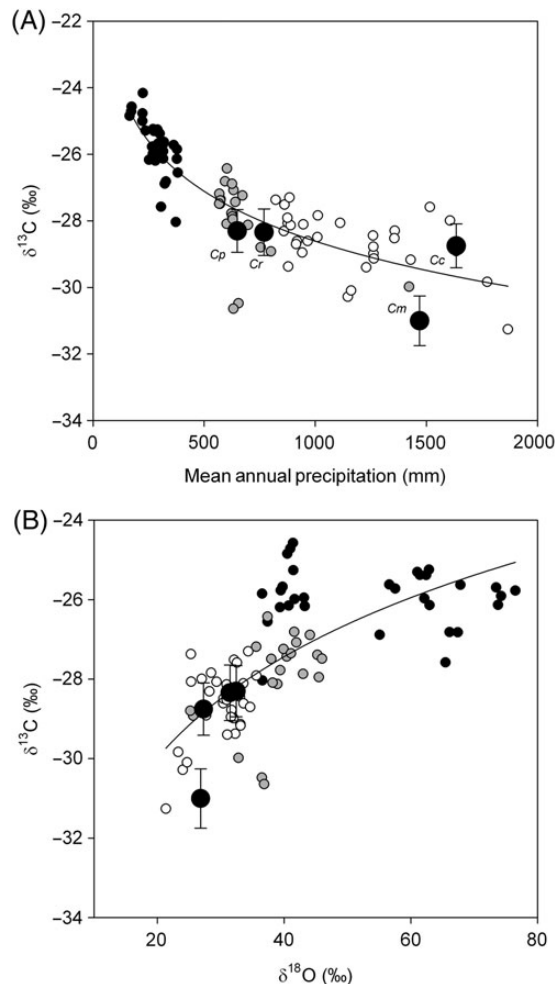 (A)
−22
−24
−26
−28
−30
−32
−34
δ13C (‰)
Cp
Cr
Cm
Cc
0 500 1000 1500 2000
Mean annual precipitation (mm)
(B)
−24
−26
−28
−30
−32
−34
δ13C (‰)
20 40 60 80
δ18O (‰)